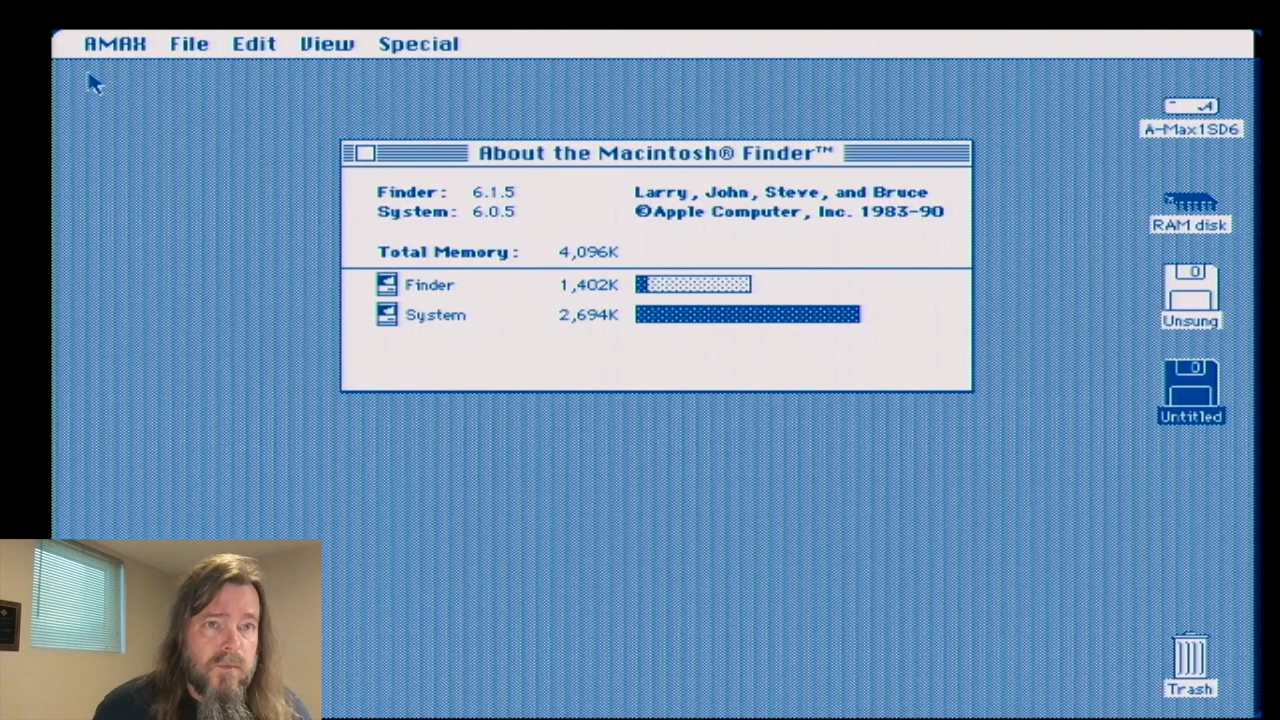 AMAX File Edit View Special
A-Max1SD6
About the Macintosh® Finder™
Finder: 6.1.5 Larry, John, Steve, and Bruce
System: 6.0.5 ©Apple Computer, Inc. 1983-90
RAM disk
Total Memory: 4,096K
Finder 1,402K
System 2,694K
Unsung
Untitled
Trash